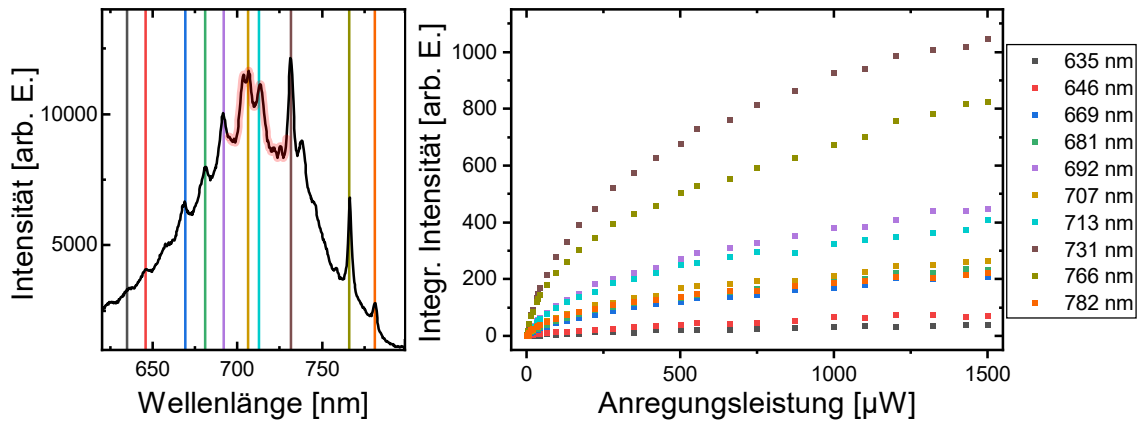 Intensität [arb. E.]
10000
5000
650
700
750
Wellenlänge [nm]
Integr. Intensität [arb. E.]
1000
800
600
400
200
0
0
500
1000
1500
Anregungsleistung [µW]
635 nm
646 nm
669 nm
681 nm
692 nm
707 nm
713 nm
731 nm
766 nm
782 nm